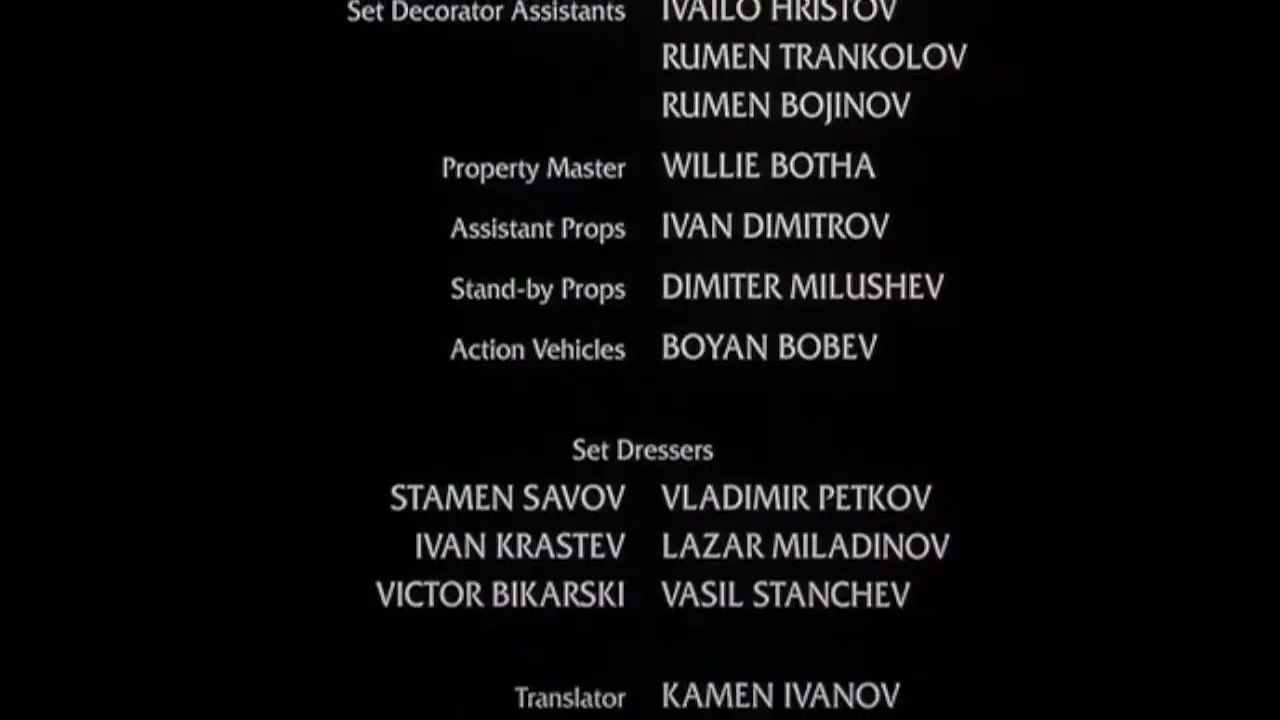 Set Decorator Assistants IVAILO HRISTOV
RUMEN TRANKOLOV
RUMEN BOJINOV
Property Master WILLIE BOTHA
Assistant Props IVAN DIMITROV
Stand-by Props DIMITER MILUSHEV
Action Vehicles BOYAN BOBEV
Set Dressers
STAMEN SAVOV VLADIMIR PETKOV
IVAN KRASTEV LAZAR MILADINOV
VICTOR BIKARSKI VASIL STANCHEV
Translator KAMEN IVANOV